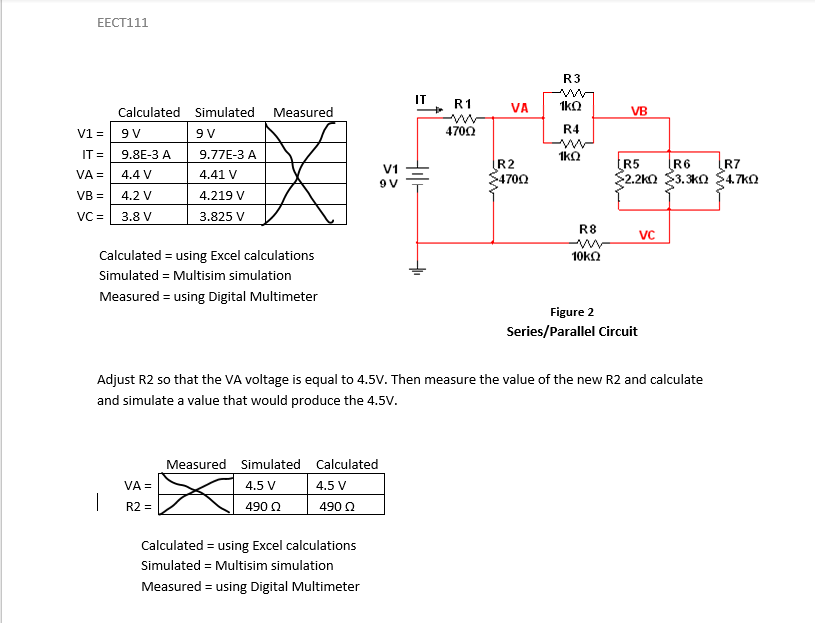 EECT111
Calculated Simulated Measured
V1 = 9 V 9 V
IT = 9.8E-3 A 9.77E-3 A
VA = 4.4 V 4.41 V
VB = 4.2 V 4.219 V
VC = 3.8 V 3.825 V
Calculated = using Excel calculations
Simulated = Multisim simulation
Measured = using Digital Multimeter
IT
R1
470Ω
VA
R3
1kΩ
R4
1kΩ
VB
V1
9 V
R2
470Ω
R5
2.2kΩ
R6
3.3kΩ
R7
4.7kΩ
R8
10kΩ
VC
Figure 2
Series/Parallel Circuit
Adjust R2 so that the VA voltage is equal to 4.5V. Then measure the value of the new R2 and calculate
and simulate a value that would produce the 4.5V.
Measured Simulated Calculated
VA = 4.5 V 4.5 V
R2 = 490 Ω 490 Ω
Calculated = using Excel calculations
Simulated = Multisim simulation
Measured = using Digital Multimeter